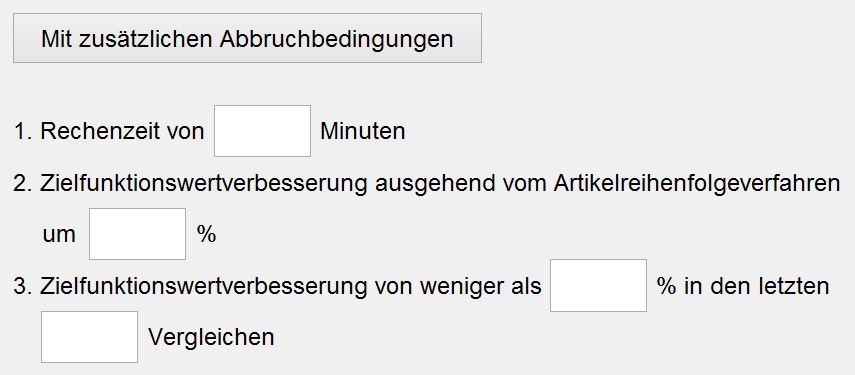 Mit zusätzlichen Abbruchbedingungen
1. Rechenzeit von Minuten
2. Zielfunktionswertverbesserung ausgehend vom Artikelreihenfolgeverfahren
um %
3. Zielfunktionswertverbesserung von weniger als % in den letzten
Vergleichen